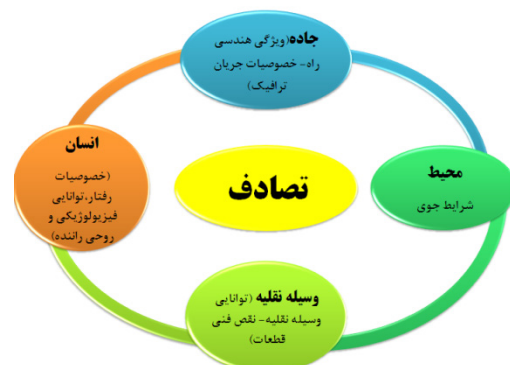 جاده(ویژگی هندسی
راه- خصوصیات جریان
ترافیک)
انسان
(خصوصیات
رفتار،توانایی
فیزیولوژیکی و
روحی راننده)
تصادف
محیط
شرایط جوی
وسیله نقلیه (توانایی
وسیله نقلیه- نقص فنی
قطعات)